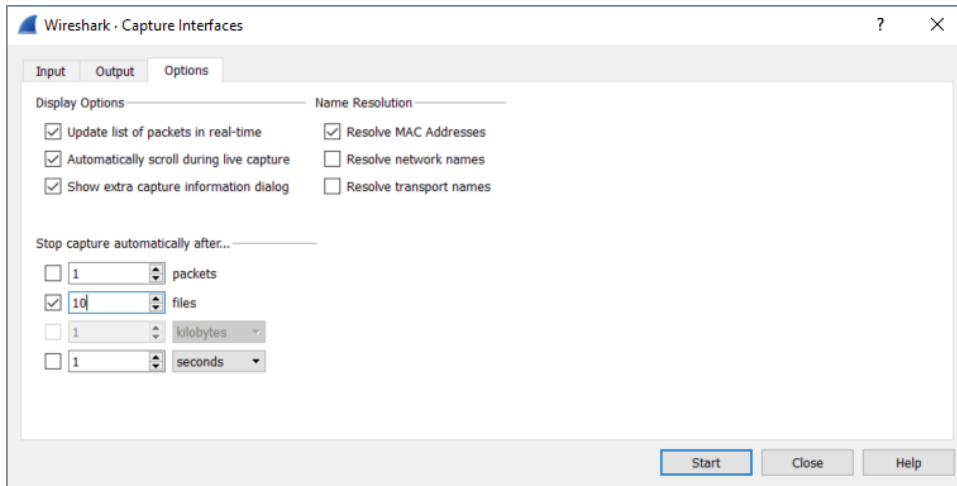 Wireshark · Capture Interfaces ?
Input Output Options
Display Options Name Resolution
Update list of packets in real-time Resolve MAC Addresses
Automatically scroll during live capture Resolve network names
Show extra capture information dialog Resolve transport names
Stop capture automatically after...
1 packets
10 files
1 kilobytes
1 seconds
Start Close Help